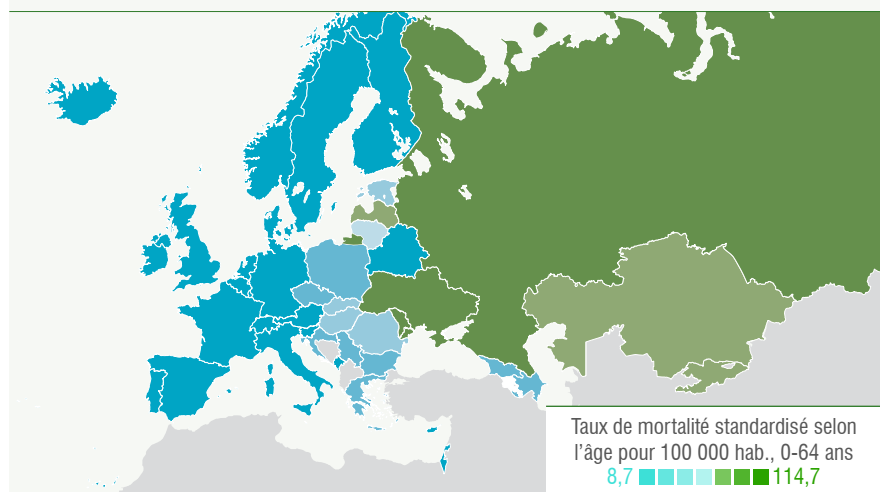 Taux de mortalité standardisé selon
l'âge pour 100 000 hab., 0-64 ans
8,7 114,7